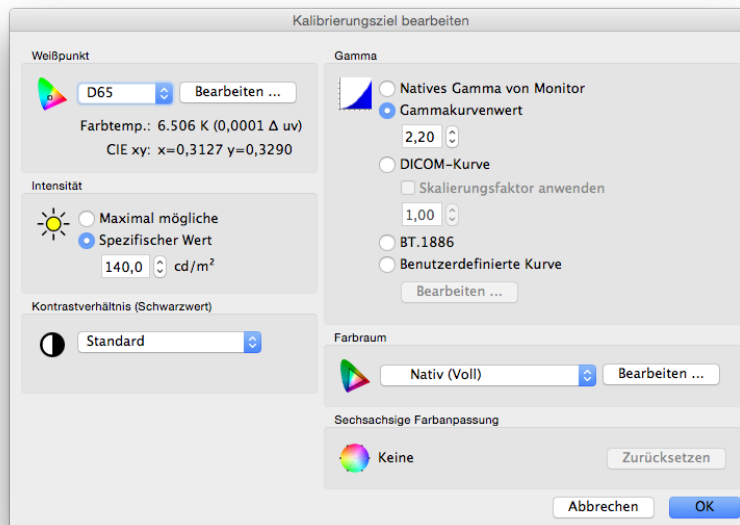 Kalibrierungsziel bearbeiten
Weißpunkt
D65
Bearbeiten ...
Farbtemp.: 6.506 K (0,0001 Δ uv)
CIE xy: x=0,3127 y=0,3290
Intensität
Maximal mögliche
Spezifischer Wert
140,0 cd/m²
Kontrastverhältnis (Schwarzwert)
Standard
Gamma
Natives Gamma von Monitor
Gammakurvenwert
2,20
DICOM-Kurve
Skalierungsfaktor anwenden
1,00
BT.1886
Benutzerdefinierte Kurve
Bearbeiten ...
Farbraum
Nativ (Voll)
Bearbeiten ...
Sechsachsige Farbanpassung
Keine
Zurücksetzen
Abbrechen
OK